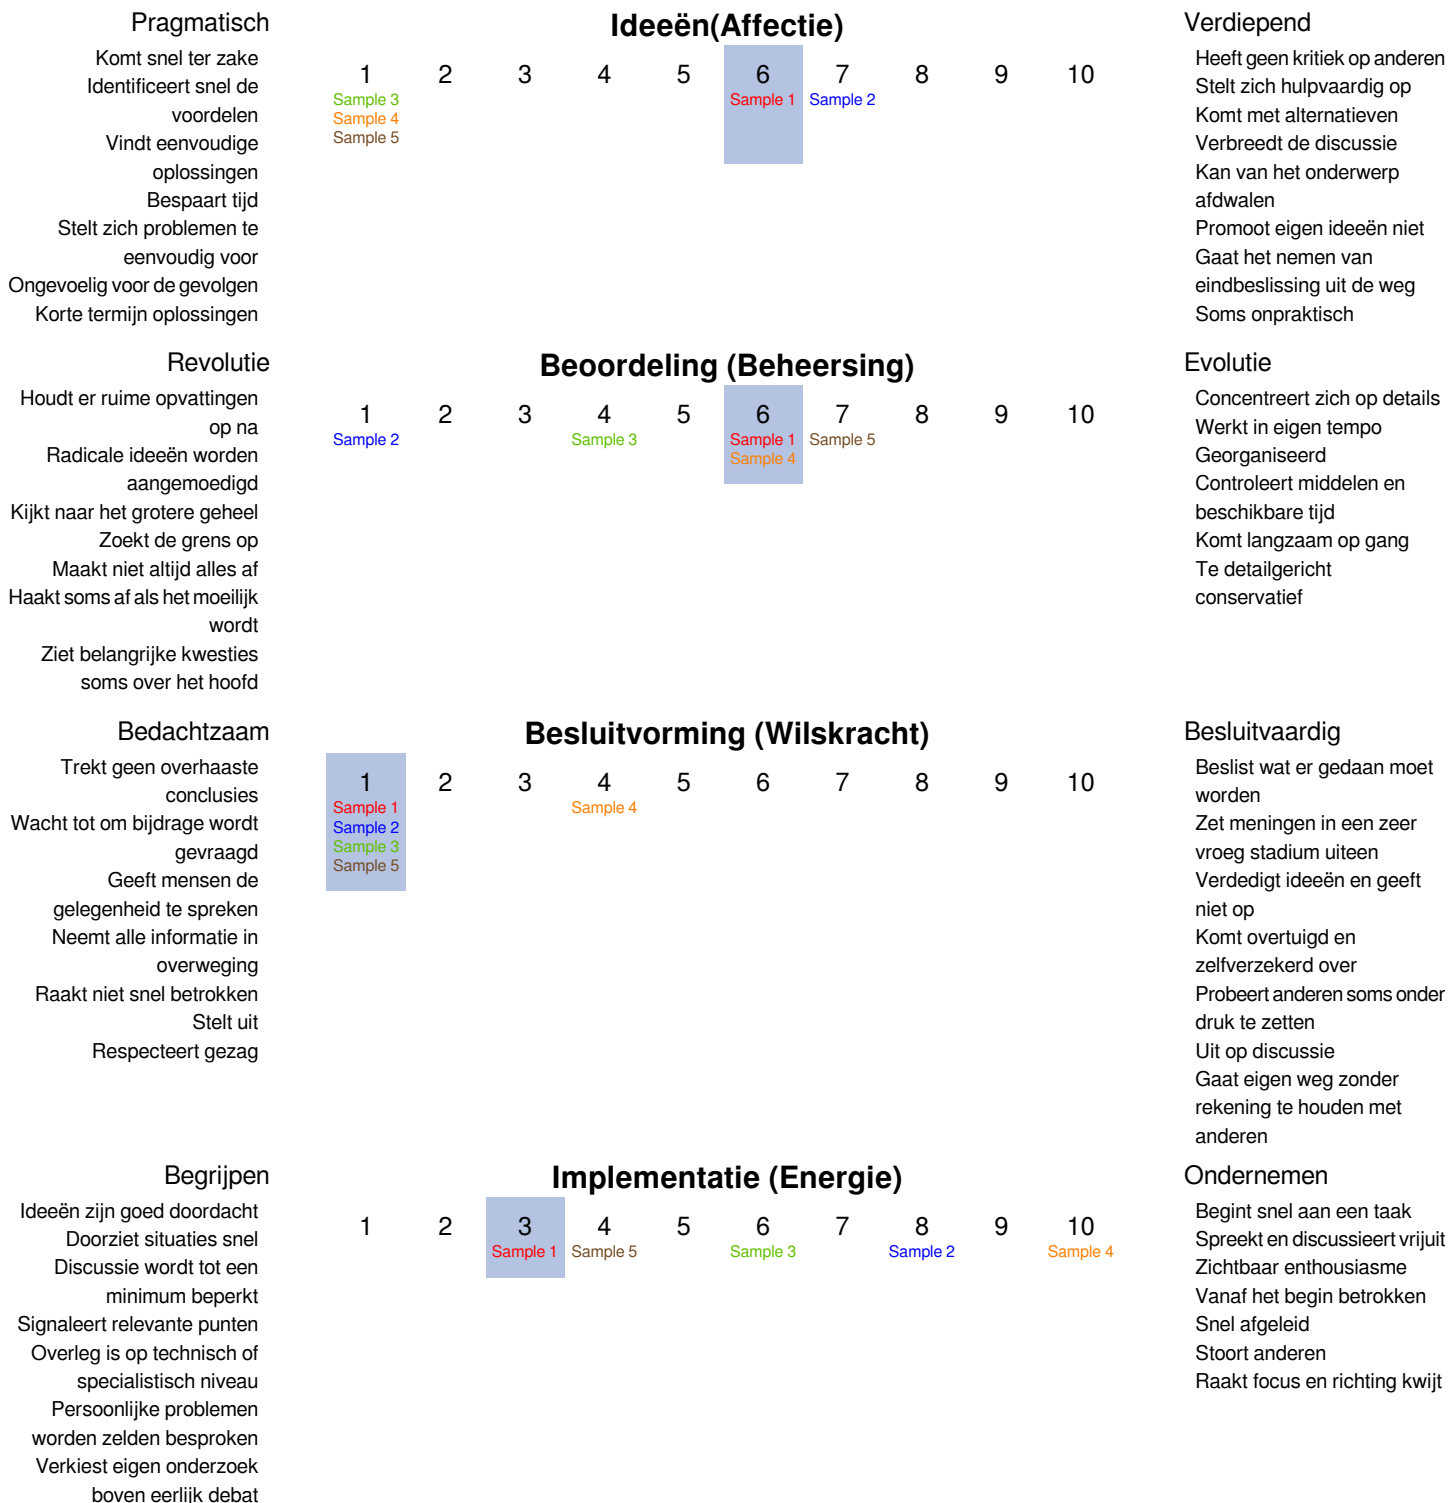 Pragmatisch
Komt snel ter zake
Identificeert snel de
voordelen
Vindt eenvoudige
oplossingen
Bespaart tijd
Stelt zich problemen te
eenvoudig voor
Ongevoelig voor de gevolgen
Korte termijn oplossingen
Ideeën(Affectie)
1 2 3 4 5 6 7 8 9 10
Sample 3 Sample 1 Sample 2
Sample 4
Sample 5
Verdiepend
Heeft geen kritiek op anderen
Stelt zich hulpvaardig op
Komt met alternatieven
Verbreedt de discussie
Kan van het onderwerp
afdwalen
Promoot eigen ideeën niet
Gaat het nemen van
eindbeslissing uit de weg
Soms onpraktisch
Revolutie
Houdt er ruime opvattingen
op na
Radicale ideeën worden
aangemoedigd
Kijkt naar het grotere geheel
Zoekt de grens op
Maakt niet altijd alles af
Haakt soms af als het moeilijk
wordt
Ziet belangrijke kwesties
soms over het hoofd
Beoordeling (Beheersing)
1 2 3 4 5 6 7 8 9 10
Sample 2 Sample 3 Sample 1 Sample 5
Sample 4
Evolutie
Concentreert zich op details
Werkt in eigen tempo
Georganiseerd
Controleert middelen en
beschikbare tijd
Komt langzaam op gang
Te detailgericht
conservatief
Bedachtzaam
Trekt geen overhaaste
conclusies
Wacht tot om bijdrage wordt
gevraagd
Geeft mensen de
gelegenheid te spreken
Neemt alle informatie in
overweging
Raakt niet snel betrokken
Stelt uit
Respecteert gezag
Besluitvorming (Wilskracht)
1 2 3 4 5 6 7 8 9 10
Sample 1 Sample 4
Sample 2
Sample 3
Sample 5
Besluitvaardig
Beslist wat er gedaan moet
worden
Zet meningen in een zeer
vroeg stadium uiteen
Verdedigt ideeën en geeft
niet op
Komt overtuigd en
zelfverzekerd over
Probeert anderen soms onder
druk te zetten
Uit op discussie
Gaat eigen weg zonder
rekening te houden met
anderen
Begrijpen
Ideeën zijn goed doordacht
Doorziet situaties snel
Discussie wordt tot een
minimum beperkt
Signaleert relevante punten
Overleg is op technisch of
specialistisch niveau
Persoonlijke problemen
worden zelden besproken
Verkiest eigen onderzoek
boven eerlijk debat
Implementatie (Energie)
1 2 3 4 5 6 7 8 9 10
Sample 1 Sample 5 Sample 3 Sample 2 Sample 4
Ondernemen
Begint snel aan een taak
Spreekt en discussieert vrijuit
Zichtbaar enthousiasme
Vanaf het begin betrokken
Snel afgeleid
Stoort anderen
Raakt focus en richting kwijt